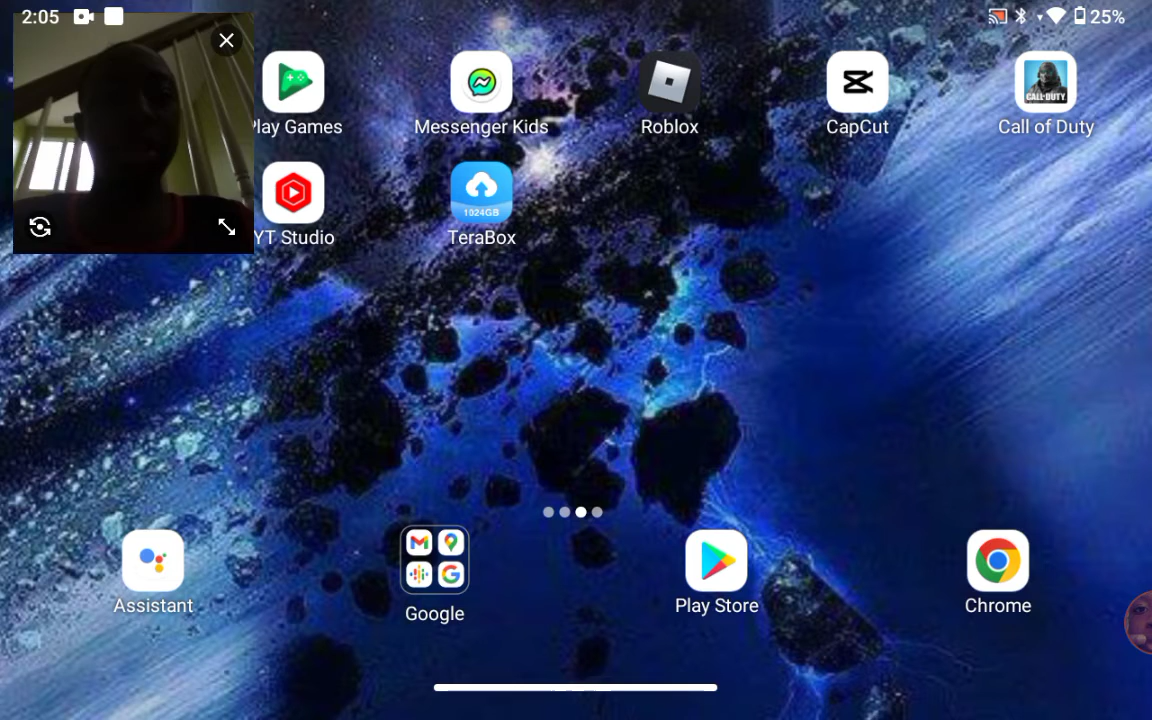 2:05
25%
Play Games
Messenger Kids
Roblox
CapCut
CALL OF DUTY
Call of Duty
1024GB
YT Studio
TeraBox
Assistant
Google
Play Store
Chrome